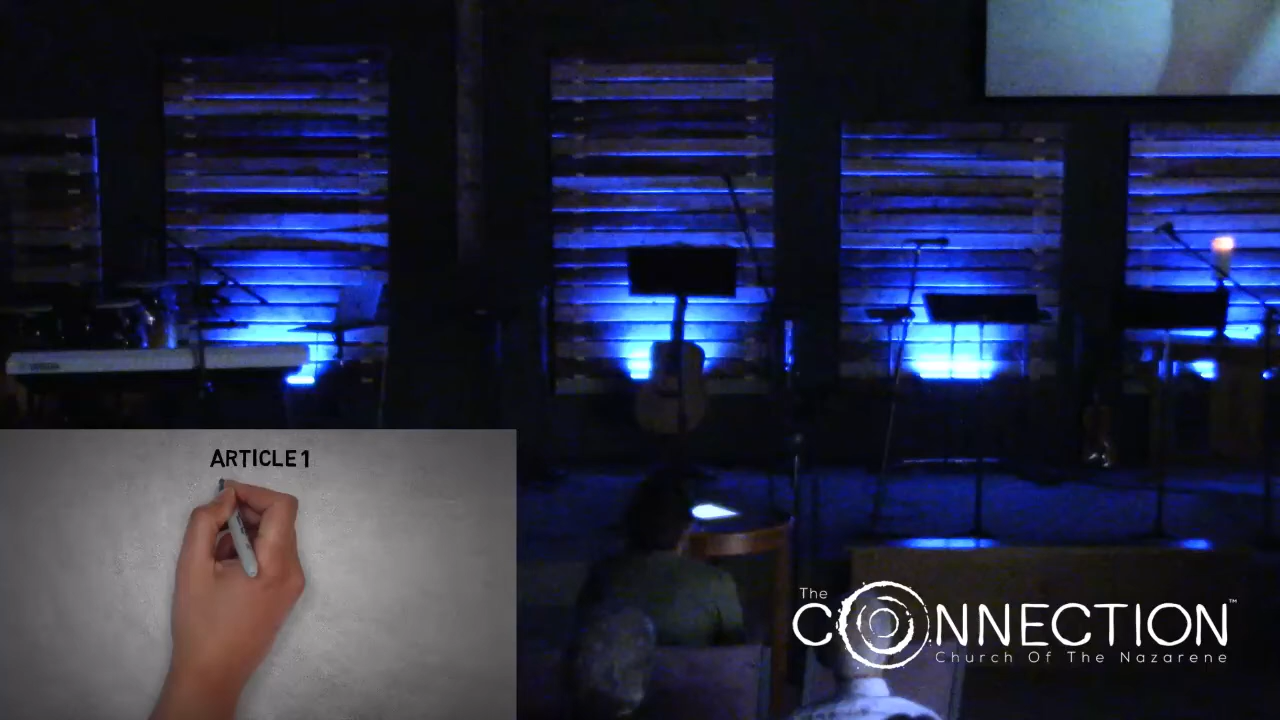 ARTICLE 1
The
CONNECTION™
Church Of The Nazarene